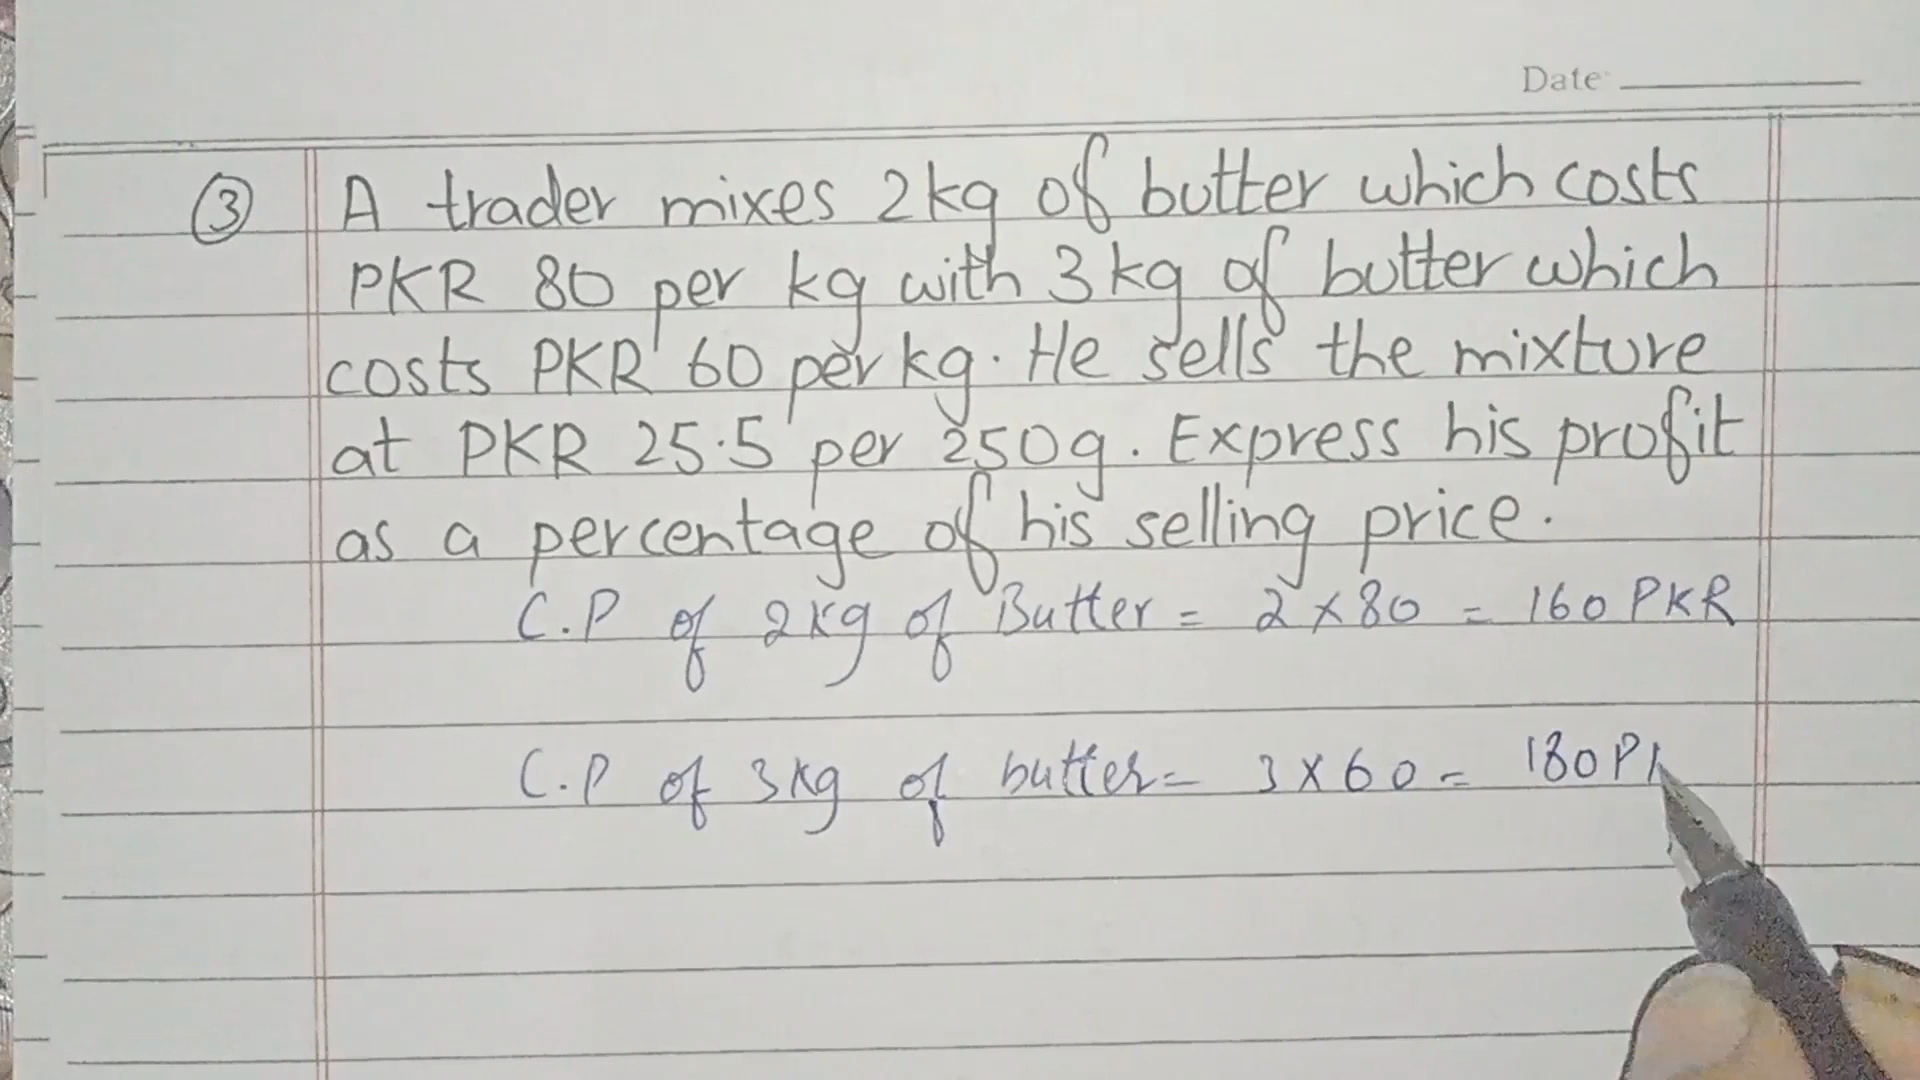 Date
③ A trader mixes 2kg of butter which costs
PKR 80 per kg with 3kg of butter which
costs PKR 60 per kg. He sells the mixture
at PKR 25.5 per 250g. Express his profit
as a percentage of his selling price.
C.P of 2kg of Butter = 2 × 80 = 160 PKR
C.P of 3kg of butter = 3 × 60 = 180 PK